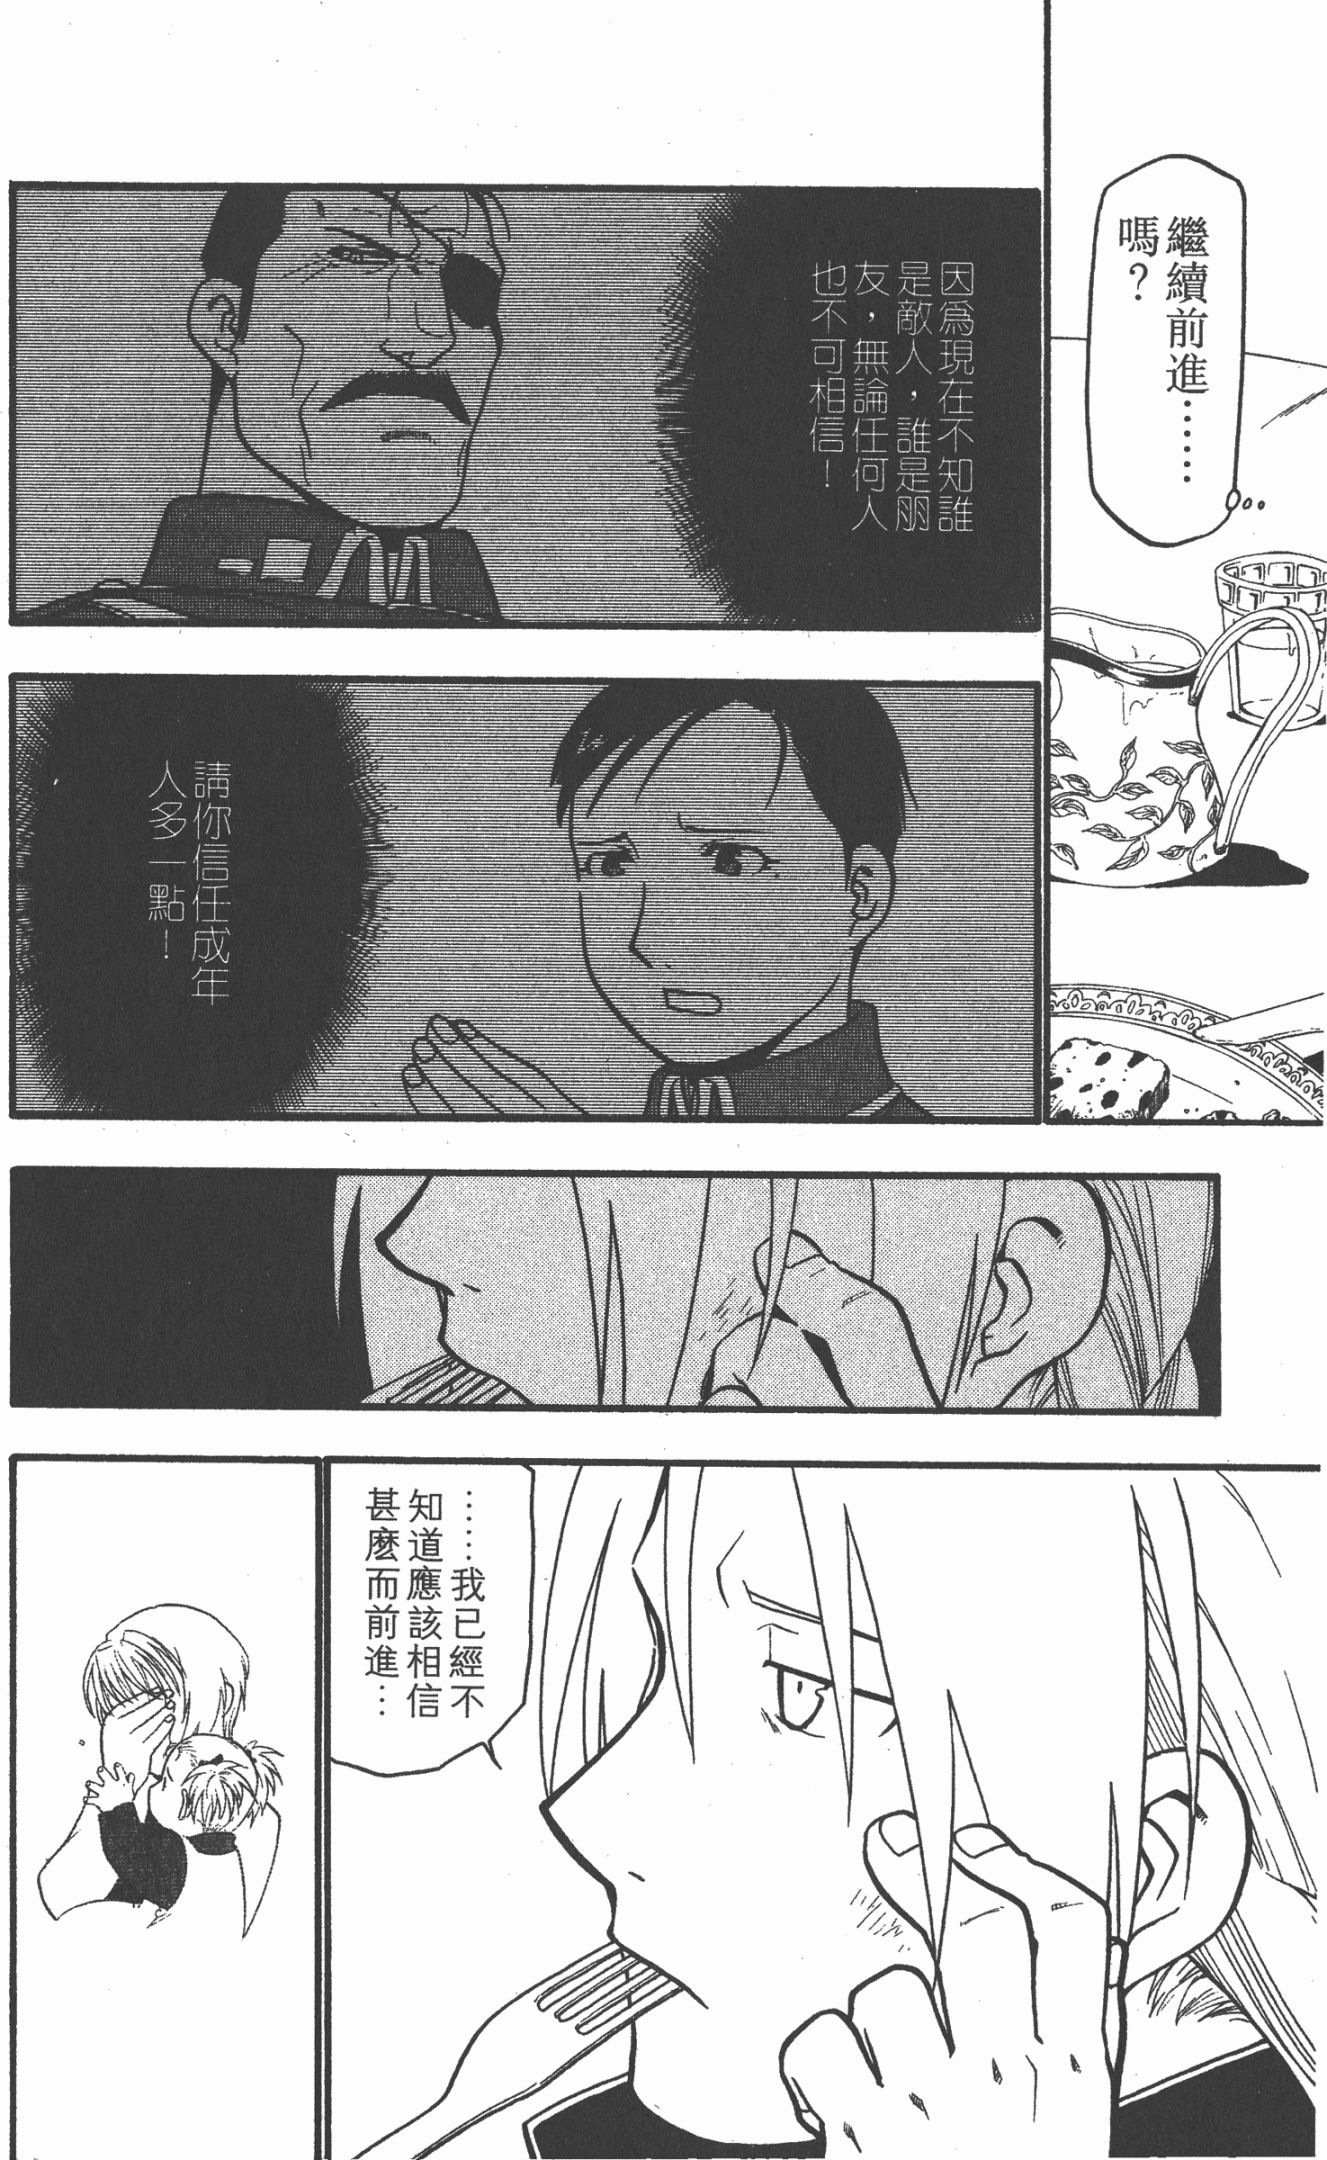 繼續前進……
嗎？
因爲現在不知誰
是敵人，誰是朋
友，無論任何人
也不可相信！
請你信任成年
人多一點！
……我已經不
知道應該相信
甚麼而前進…